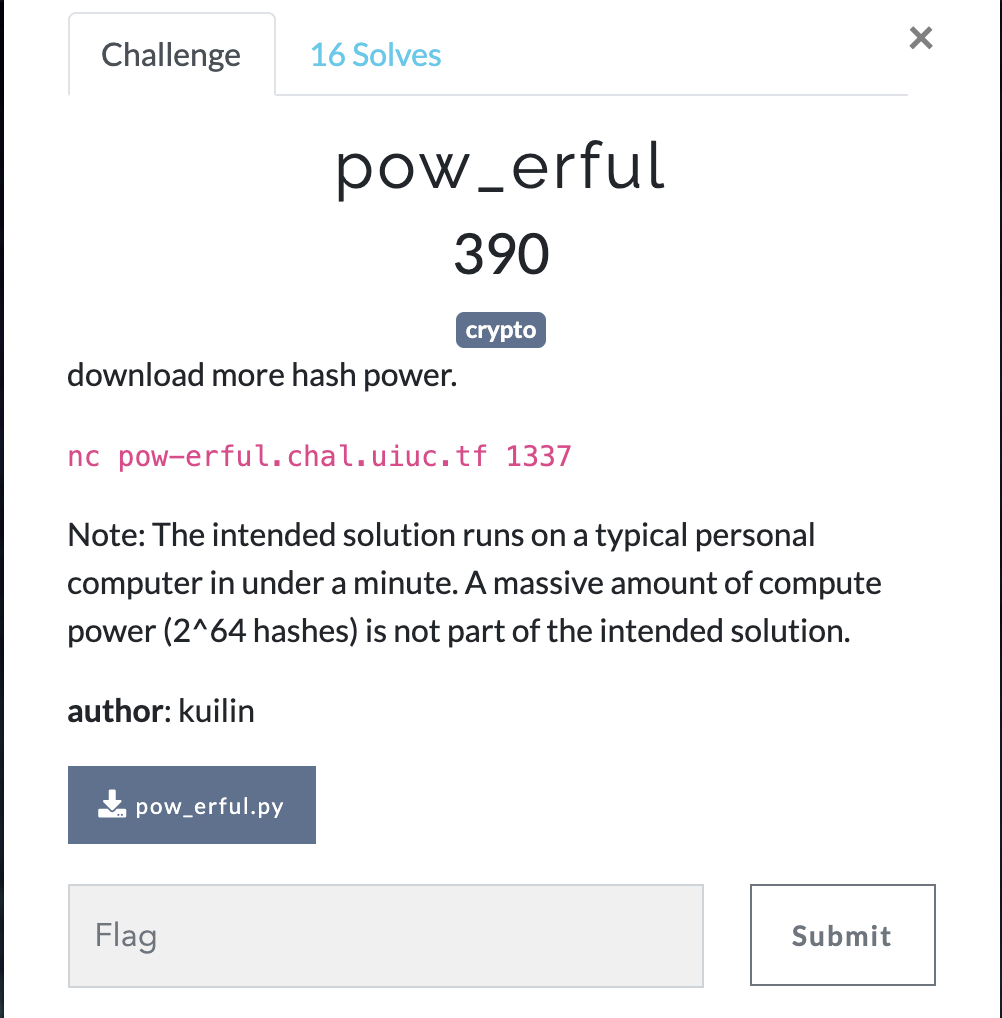 Challenge
16 Solves
×
pow_erful
390
crypto
download more hash power.
nc pow-erful.chal.uiuc.tf 1337
Note: The intended solution runs on a typical personal
computer in under a minute. A massive amount of compute
power (2^64 hashes) is not part of the intended solution.
author: kuilin
pow_erful.py
Flag
Submit